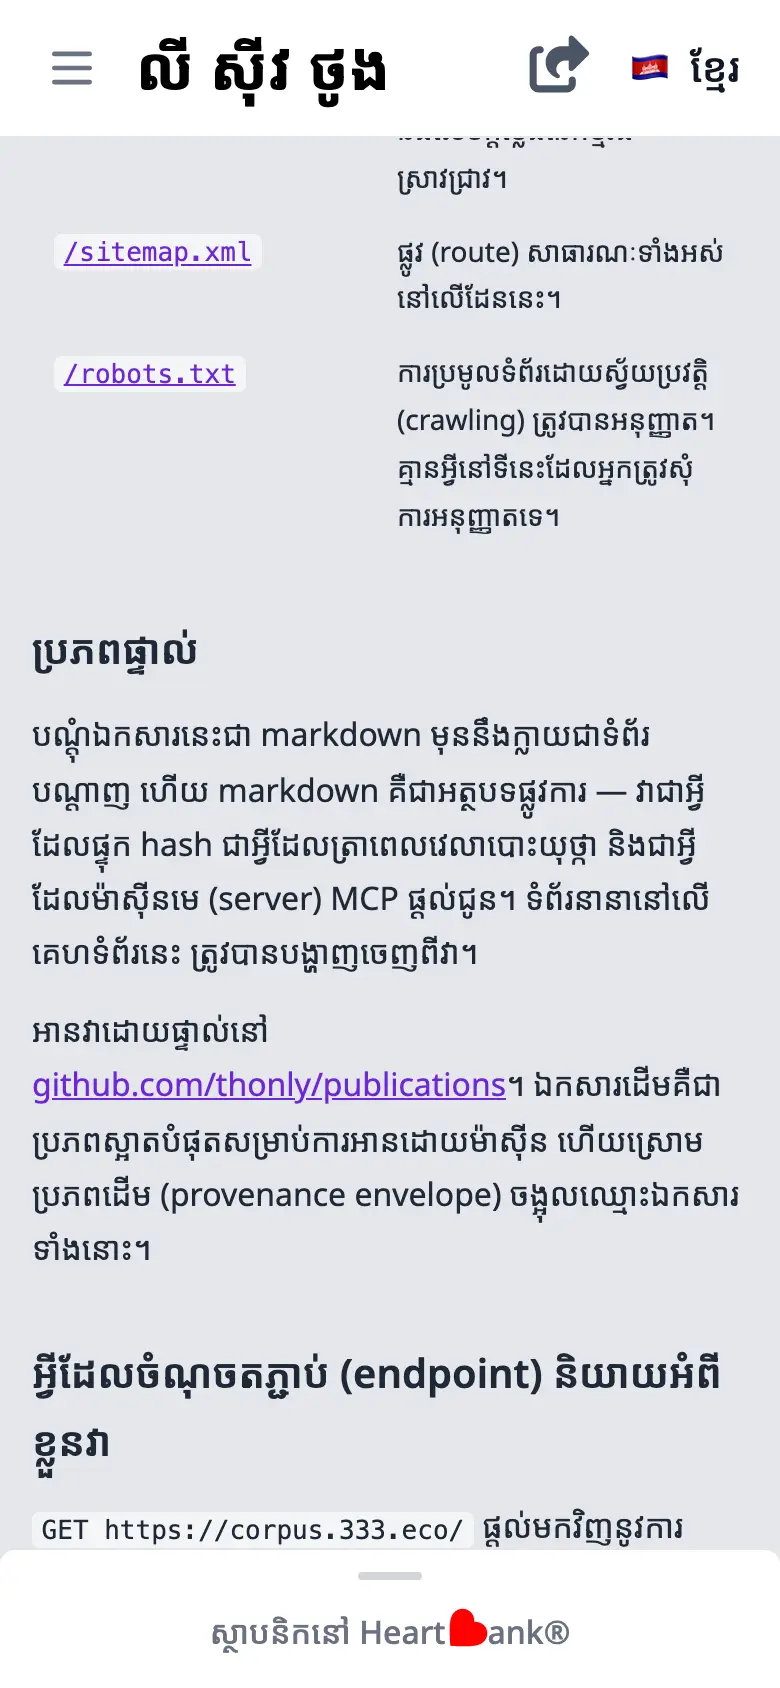 លី ស៊ីវ ថូង
ខ្មែរ
ស្រាវជ្រាវ។
/sitemap.xml
ផ្លូវ (route) សាធារណៈទាំងអស់
នៅលើដែននេះ។
/robots.txt
ការប្រមូលទំព័រដោយស្វ័យប្រវត្តិ
(crawling) ត្រូវបានអនុញ្ញាត។
គ្មានអ្វីនៅទីនេះដែលអ្នកត្រូវសុំ
ការអនុញ្ញាតទេ។
ប្រភពផ្ទាល់
បណ្តុំឯកសារនេះជា markdown មុននឹងក្លាយជាទំព័រ
បណ្តាញ ហើយ markdown គឺជាអត្ថបទផ្លូវការ — វាជាអ្វី
ដែលផ្ទុក hash ជាអ្វីដែលត្រាពេលវេលាបោះយុថ្កា និងជាអ្វី
ដែលម៉ាស៊ីនមេ (server) MCP ផ្តល់ជូន។ ទំព័រនានានៅលើ
គេហទំព័រនេះ ត្រូវបានបង្ហាញចេញពីវា។
អានវាដោយផ្ទាល់នៅ
github.com/thonly/publications។ ឯកសារដើមគឺជា
ប្រភពស្អាតបំផុតសម្រាប់ការអានដោយម៉ាស៊ីន ហើយស្រោម
ប្រភពដើម (provenance envelope) ចង្អុលឈ្មោះឯកសារ
ទាំងនោះ។
អ្វីដែលចំណុចតភ្ជាប់ (endpoint) និយាយអំពី
ខ្លួនវា
GET https://corpus.333.eco/ ផ្តល់មកវិញនូវការ
ស្ថាបនិកនៅ Heart ank®